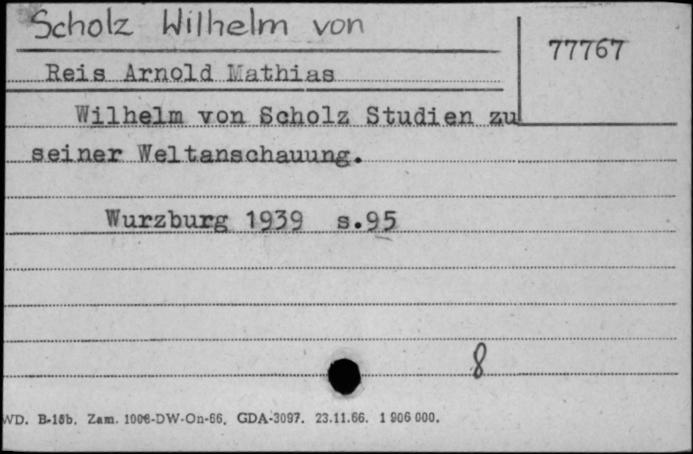 Scholz Wilhelm von
77767
Reis Arnold Mathias
Wilhelm von Scholz Studien zu
seiner Weltanschauung.
Wurzburg 1939 s.95
8
WD. B-15b. Zam. 1006-DW-On-66. GDA-3097. 23.11.66. 1 906 000.